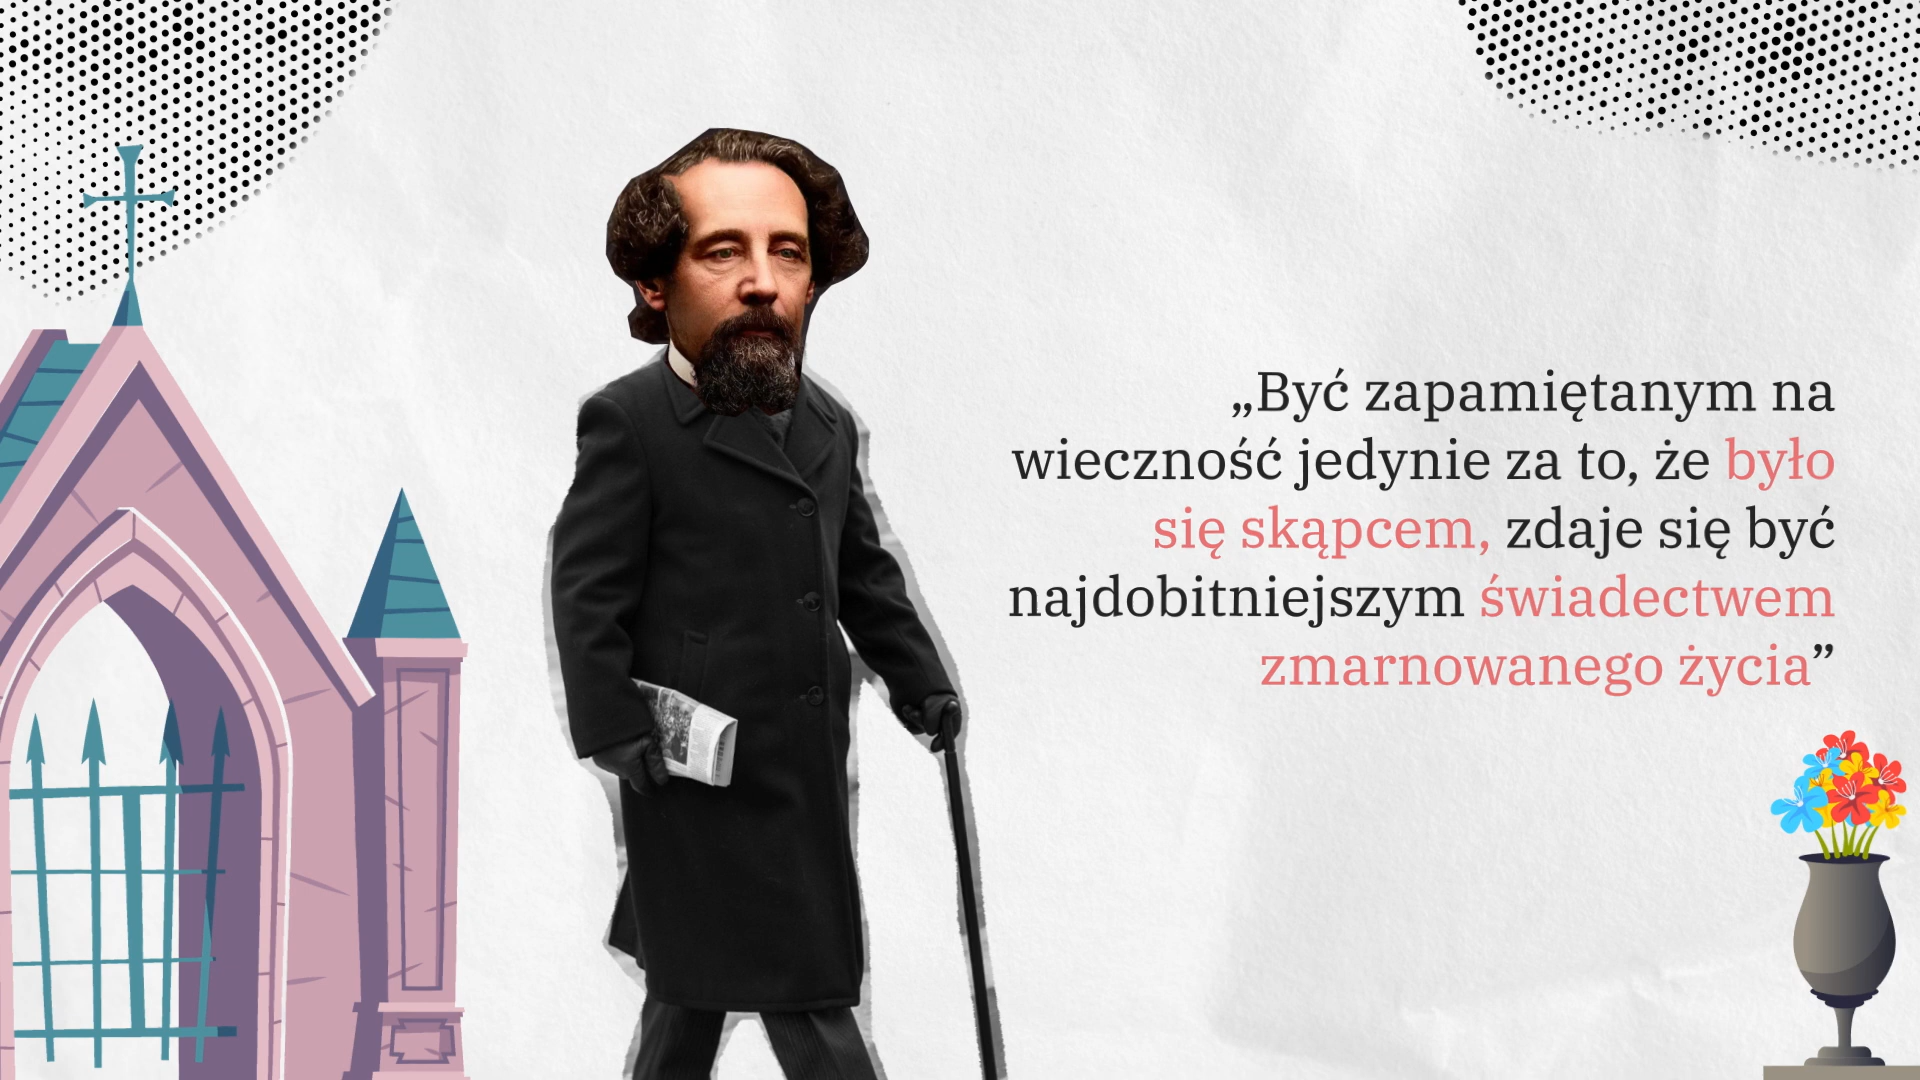 „Być zapamiętanym na
wieczność jedynie za to, że było
się skąpcem, zdaje się być
najdobitniejszym świadectwem
zmarnowanego życia”